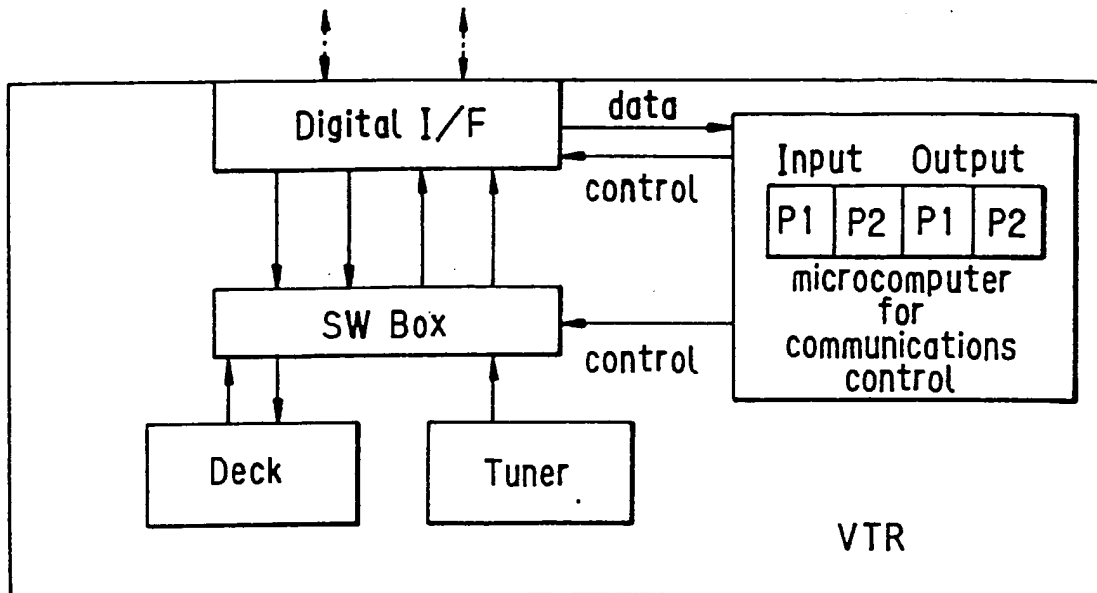 Digital I/F
data
control
Input Output
P1 P2 P1 P2
microcomputer
for
communications
control
SW Box
control
Deck
Tuner
VTR